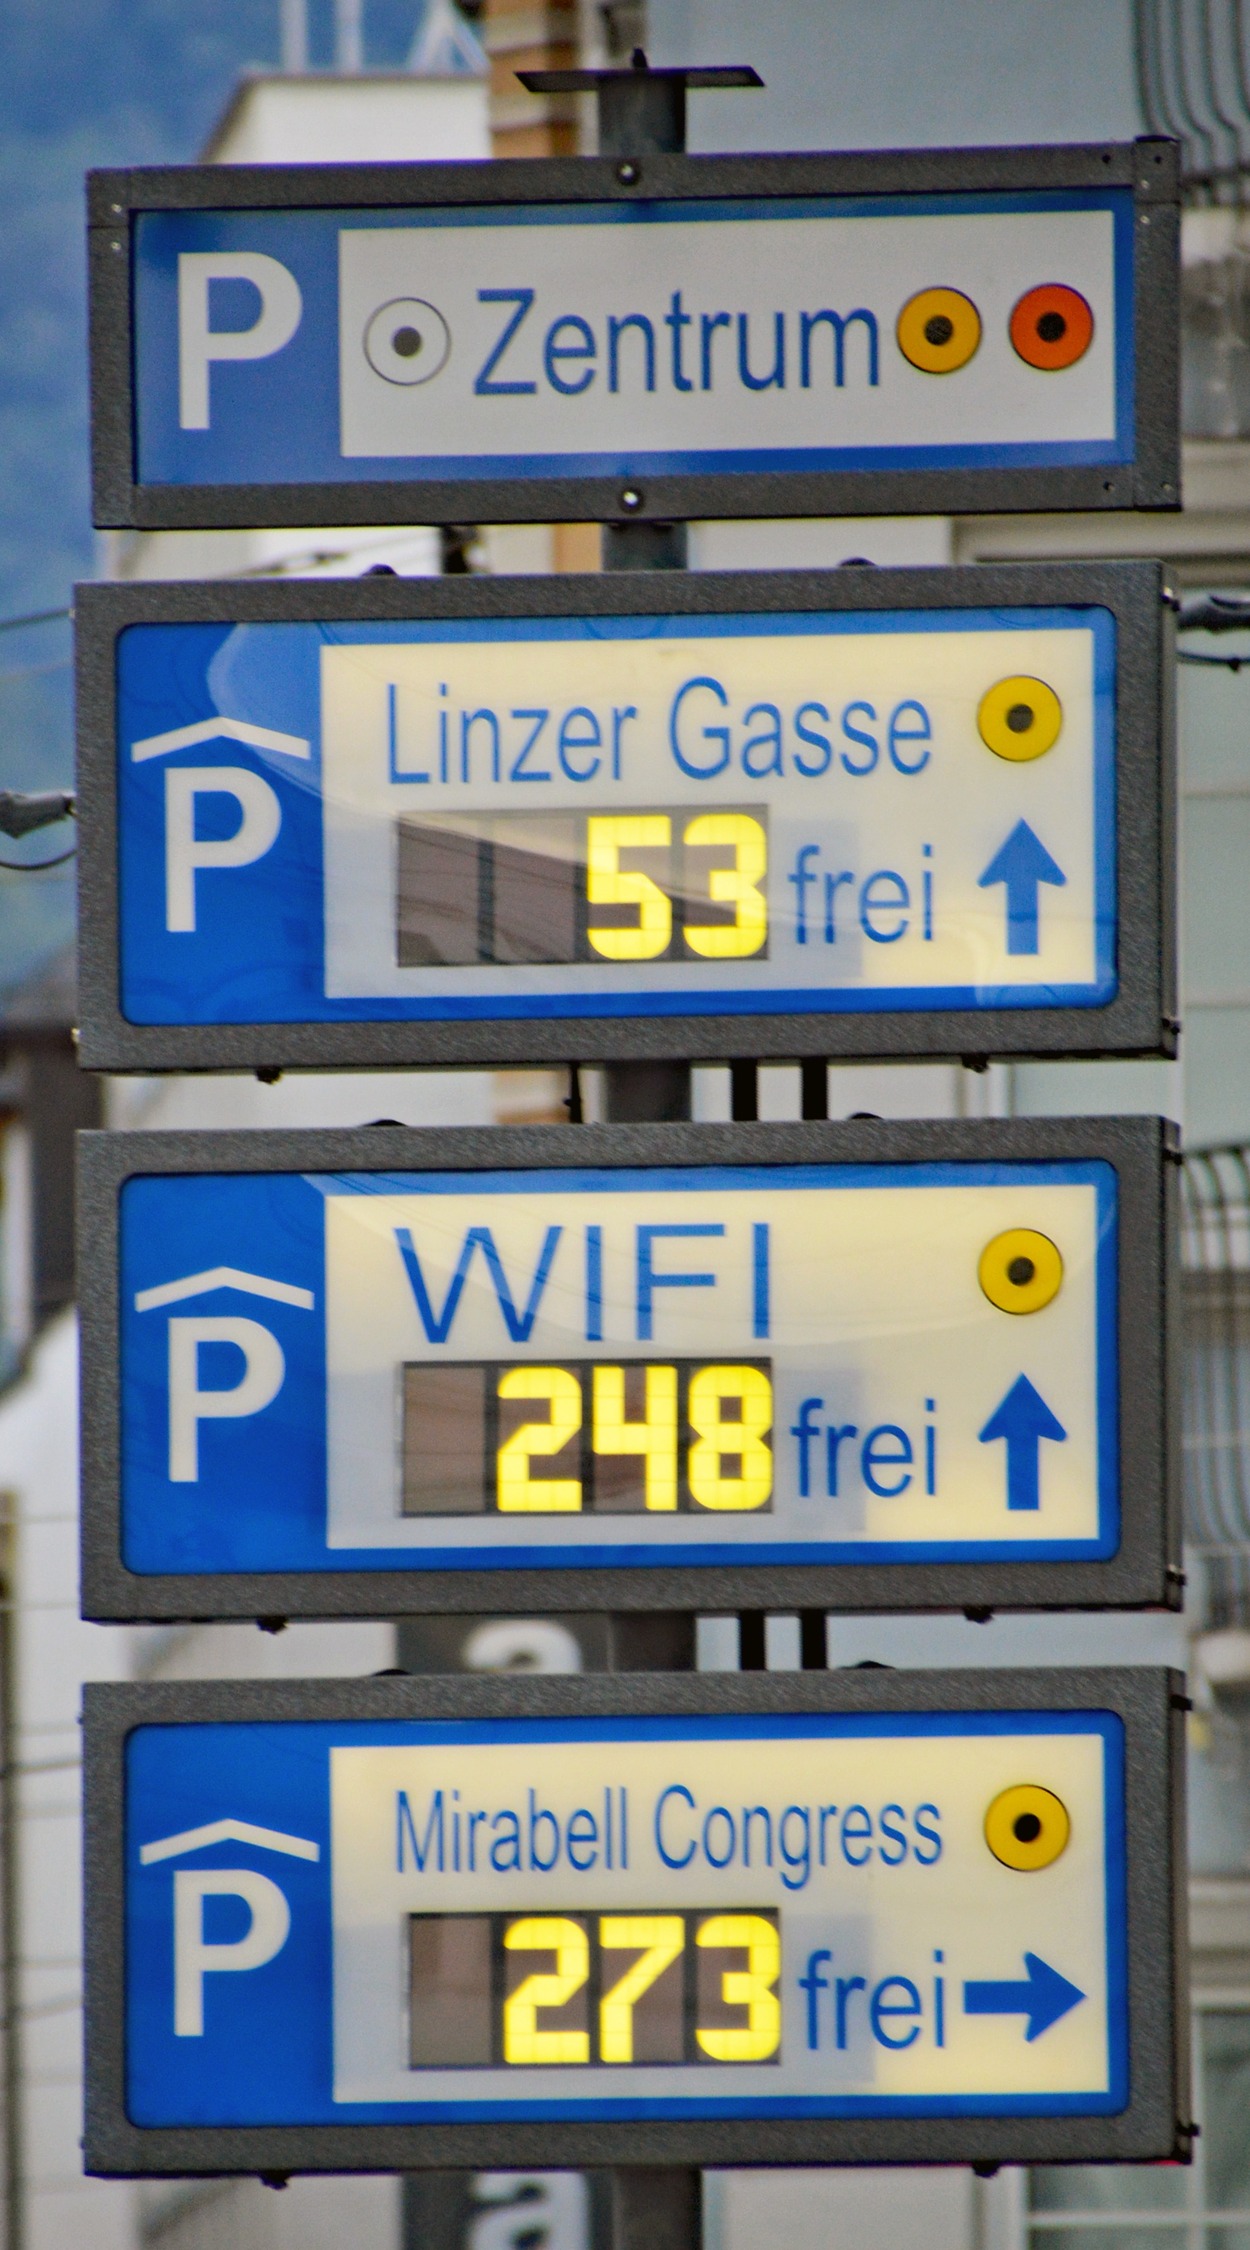 P Zentrum
Linzer Gasse
P 53 frei
WIFI
P 248 frei
a
Mirabell Congress
P 273 frei
a